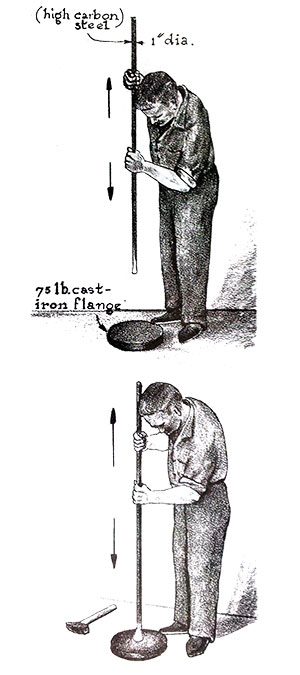 (high carbon)
steel
1" dia.
75 lb. cast-
iron flange